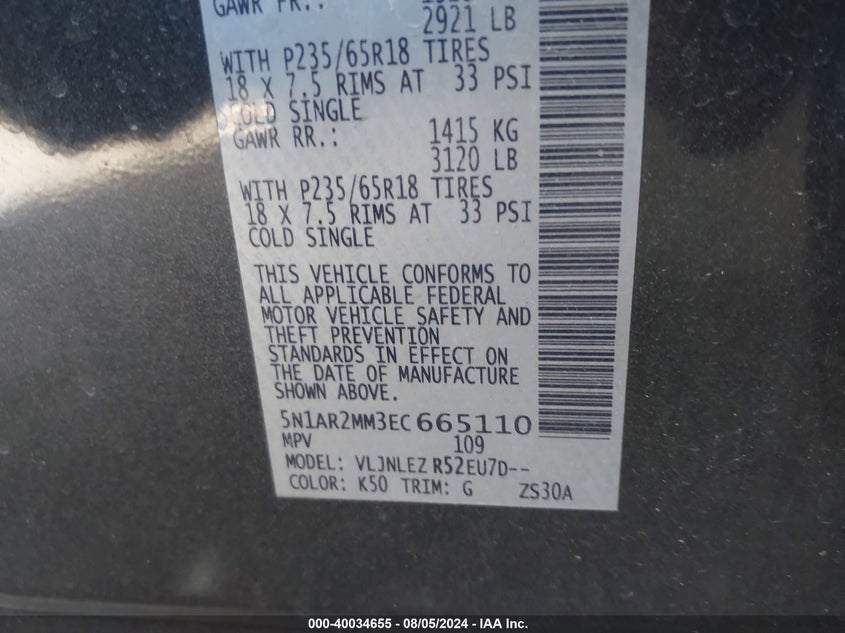 GAWR FR.:
2921 LB
WITH P235/65R18 TIRES
18 X 7.5 RIMS AT 33 PSI
COLD SINGLE
GAWR RR.: 1415 KG
3120 LB
WITH P235/65R18 TIRES
18 X 7.5 RIMS AT 33 PSI
COLD SINGLE
THIS VEHICLE CONFORMS TO
ALL APPLICABLE FEDERAL
MOTOR VEHICLE SAFETY AND
THEFT PREVENTION
STANDARDS IN EFFECT ON
THE DATE OF MANUFACTURE
SHOWN ABOVE.
5N1AR2MM3EC665110
MPV 109
MODEL: VLJNLEZ R52EU7D--
COLOR: K50 TRIM: G ZS30A
000-40034655 - 08/05/2024 - IAA Inc.